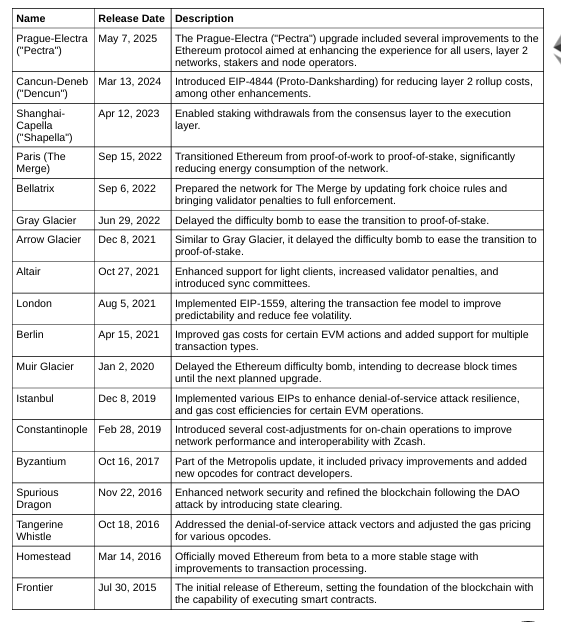 Name Release Date Description
Prague-Electra ("Pectra") May 7, 2025 The Prague-Electra ("Pectra") upgrade included several improvements to the
Ethereum protocol aimed at enhancing the experience for all users, layer 2
networks, stakers and node operators.
Cancun-Deneb ("Dencun") Mar 13, 2024 Introduced EIP-4844 (Proto-Danksharding) for reducing layer 2 rollup costs,
among other enhancements.
Shanghai-Capella ("Shapella") Apr 12, 2023 Enabled staking withdrawals from the consensus layer to the execution
layer.
Paris (The Merge) Sep 15, 2022 Transitioned Ethereum from proof-of-work to proof-of-stake, significantly
reducing energy consumption of the network.
Bellatrix Sep 6, 2022 Prepared the network for The Merge by updating fork choice rules and
bringing validator penalties to full enforcement.
Gray Glacier Jun 29, 2022 Delayed the difficulty bomb to ease the transition to proof-of-stake.
Arrow Glacier Dec 8, 2021 Similar to Gray Glacier, it delayed the difficulty bomb to ease the transition to
proof-of-stake.
Altair Oct 27, 2021 Enhanced support for light clients, increased validator penalties, and
introduced sync committees.
London Aug 5, 2021 Implemented EIP-1559, altering the transaction fee model to improve
predictability and reduce fee volatility.
Berlin Apr 15, 2021 Improved gas costs for certain EVM actions and added support for multiple
transaction types.
Muir Glacier Jan 2, 2020 Delayed the Ethereum difficulty bomb, intending to decrease block times
until the next planned upgrade.
Istanbul Dec 8, 2019 Implemented various EIPs to enhance denial-of-service attack resilience,
and gas cost efficiencies for certain EVM operations.
Constantinople Feb 28, 2019 Introduced several cost-adjustments for on-chain operations to improve
network performance and interoperability with Zcash.
Byzantium Oct 16, 2017 Part of the Metropolis update, it included privacy improvements and added
new opcodes for contract developers.
Spurious Dragon Nov 22, 2016 Enhanced network security and refined the blockchain following the DAO
attack by introducing state clearing.
Tangerine Whistle Oct 18, 2016 Addressed the denial-of-service attack vectors and adjusted the gas pricing
for various opcodes.
Homestead Mar 14, 2016 Officially moved Ethereum from beta to a more stable stage with
improvements to transaction processing.
Frontier Jul 30, 2015 The initial release of Ethereum, setting the foundation of the blockchain with
the capability of executing smart contracts.